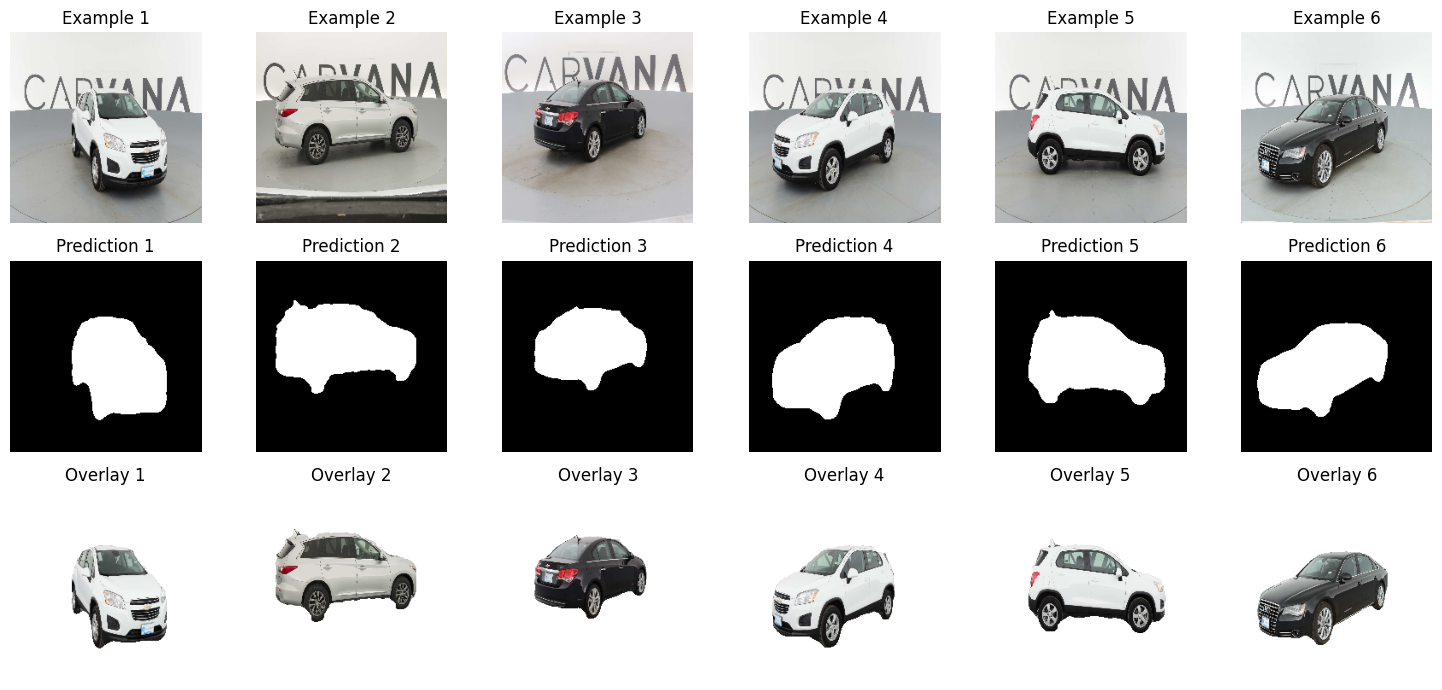 Example 1
Example 2
Example 3
Example 4
Example 5
Example 6
CARVANA
CARVANA
CARVANA
CARVANA
CARVANA
CARVANA
Prediction 1
Prediction 2
Prediction 3
Prediction 4
Prediction 5
Prediction 6
Overlay 1
Overlay 2
Overlay 3
Overlay 4
Overlay 5
Overlay 6